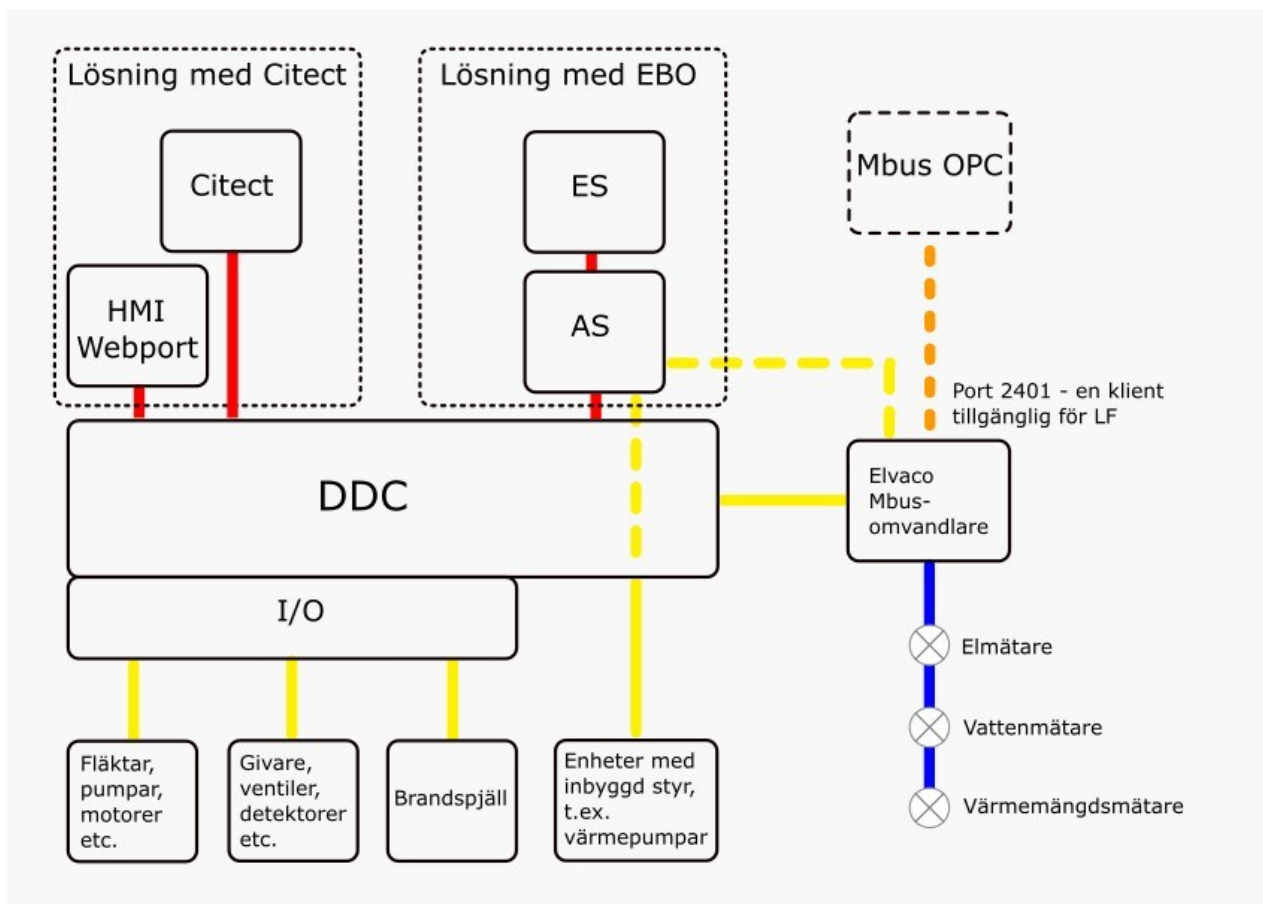 Lösning med Citect
Lösning med EBO
Citect
HMI
Webport
ES
AS
Mbus OPC
Port 2401 - en klient
tillgänglig för LF
DDC
Elvaco
Mbus-
omvandlare
I/O
Elmätare
Vattenmätare
Värmemängdsmätare
Fläktar,
pumpar,
motorer
etc.
Givare,
ventiler,
detektorer
etc.
Brandspjäll
Enheter med
inbyggd styr,
t.ex.
värmepumpar